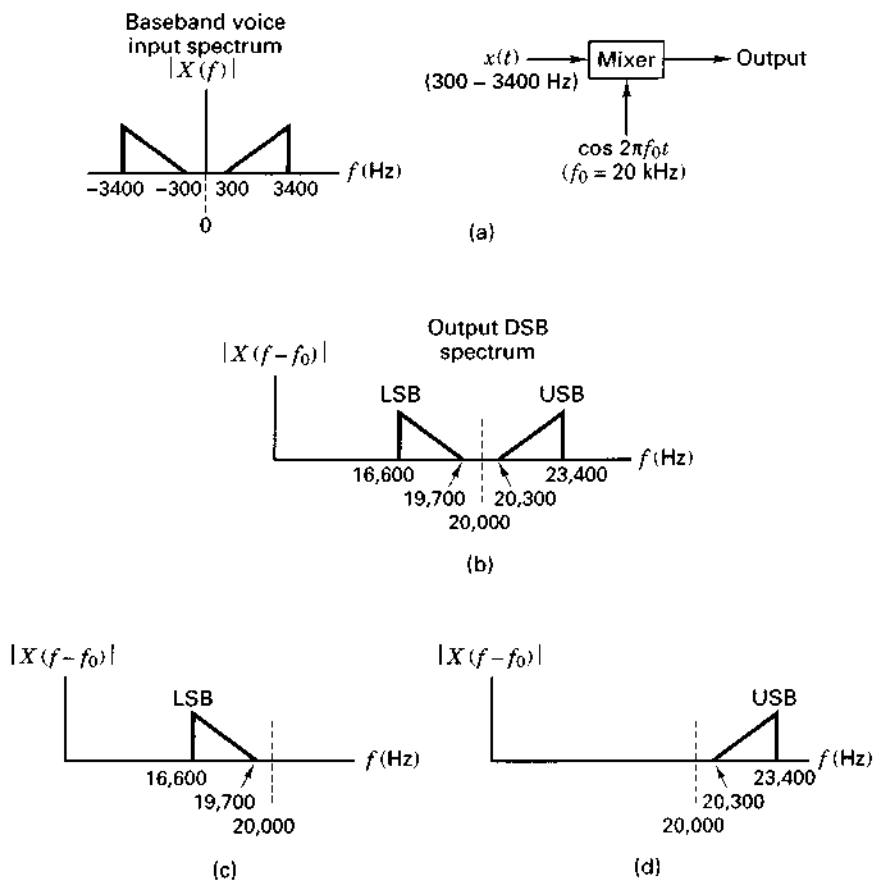 Baseband voice
input spectrum
|X(f)|
f(Hz)
−3400 −300 300 3400
0
x(t)
(300 – 3400 Hz)
Mixer
Output
cos 2πf₀t
(f₀ = 20 kHz)
(a)
Output DSB
spectrum
|X(f−f₀)|
LSB USB
f(Hz)
16,600 23,400
19,700 20,300
20,000
(b)
|X(f−f₀)|
LSB
f(Hz)
16,600
19,700
20,000
(c)
|X(f−f₀)|
USB
f(Hz)
23,400
20,300
20,000
(d)